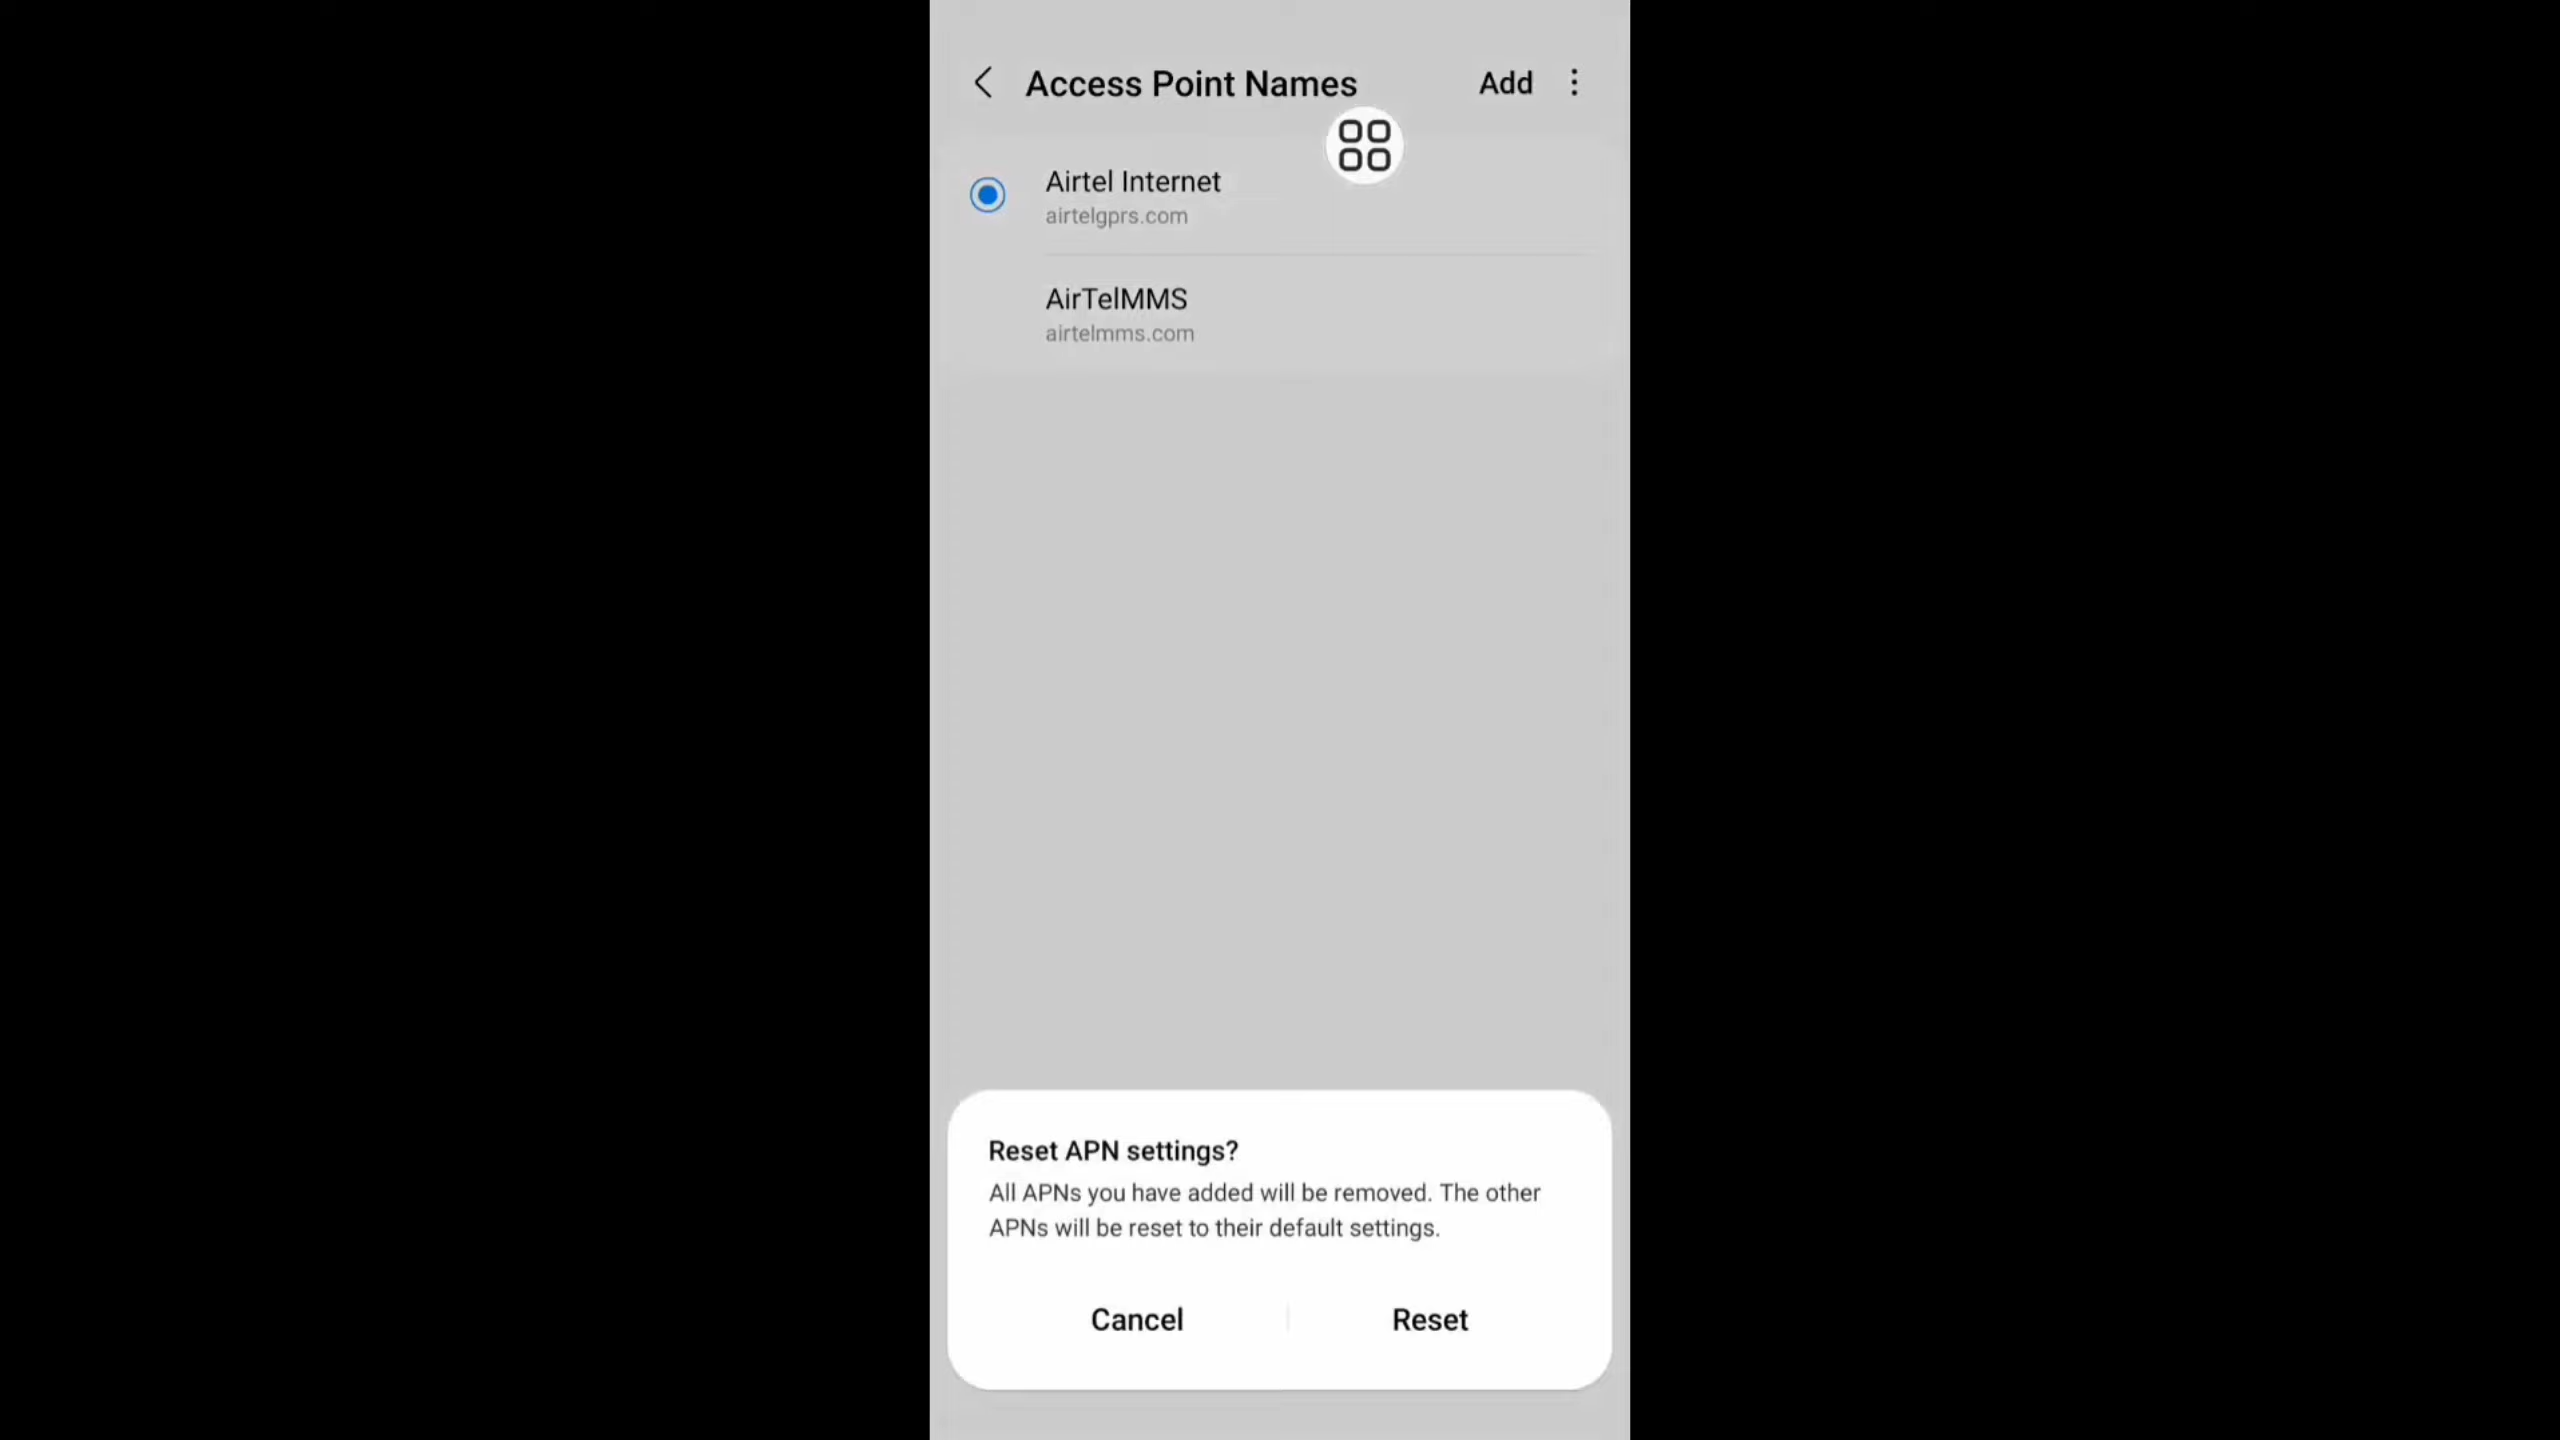 Access Point Names
Add
Airtel Internet
airtelgprs.com
AirTelMMS
airtelmms.com
Reset APN settings?
All APNs you have added will be removed. The other
APNs will be reset to their default settings.
Cancel
Reset